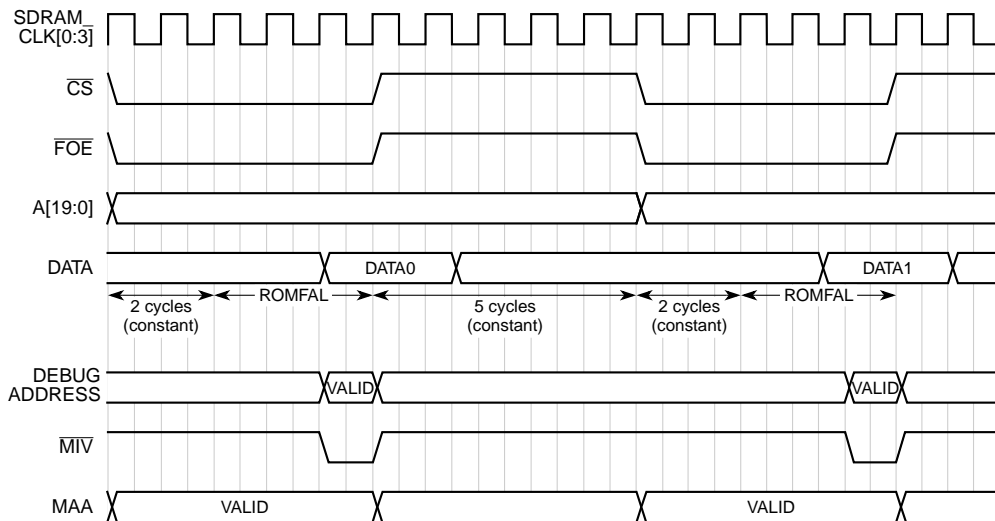 SDRAM_
CLK[0:3]
CS
FOE
A[19:0]
DATA
DATA0
DATA1
2 cycles
(constant)
ROMFAL
5 cycles
(constant)
2 cycles
(constant)
ROMFAL
DEBUG
ADDRESS
VALID
VALID
MIV
MAA
VALID
VALID